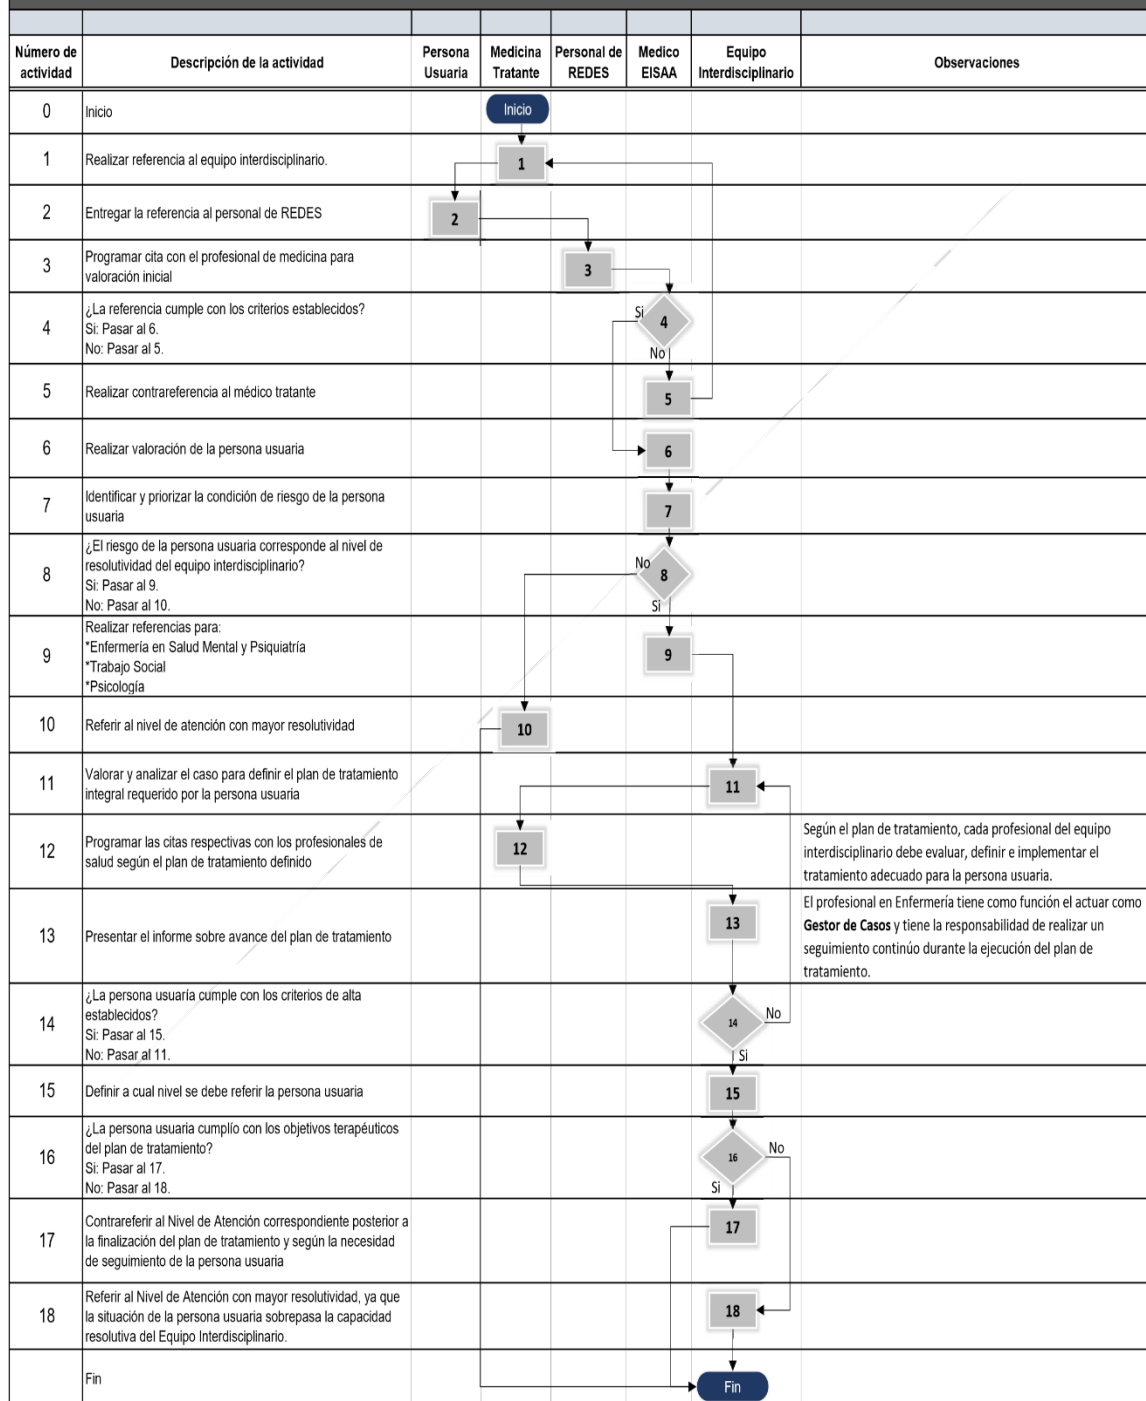 Número de actividad
Descripción de la actividad
Persona Usuaria
Medicina Tratante
Personal de REDES
Medico EISAA
Equipo Interdisciplinario
Observaciones
0
Inicio
Inicio
1
Realizar referencia al equipo interdisciplinario.
1
2
Entregar la referencia al personal de REDES
2
3
Programar cita con el profesional de medicina para
valoración inicial
3
4
¿La referencia cumple con los criterios establecidos?
Si: Pasar al 6.
No: Pasar al 5.
Si
4
No
5
Realizar contrareferencia al médico tratante
5
6
Realizar valoración de la persona usuaria
6
7
Identificar y priorizar la condición de riesgo de la persona
usuaria
7
8
¿El riesgo de la persona usuaria corresponde al nivel de
resolutividad del equipo interdisciplinario?
Si: Pasar al 9.
No: Pasar al 10.
No
8
Si
9
Realizar referencias para:
*Enfermería en Salud Mental y Psiquiatría
*Trabajo Social
*Psicología
9
10
Referir al nivel de atención con mayor resolutividad
10
11
Valorar y analizar el caso para definir el plan de tratamiento
integral requerido por la persona usuaria
11
12
Programar las citas respectivas con los profesionales de
salud según el plan de tratamiento definido
12
Según el plan de tratamiento, cada profesional del equipo
interdisciplinario debe evaluar, definir e implementar el
tratamiento adecuado para la persona usuaria.
13
Presentar el informe sobre avance del plan de tratamiento
13
El profesional en Enfermería tiene como función el actuar como
Gestor de Casos y tiene la responsabilidad de realizar un
seguimiento continúo durante la ejecución del plan de
tratamiento.
14
¿La persona usuaría cumple con los criterios de alta
establecidos?
Si: Pasar al 15.
No: Pasar al 11.
14
No
Si
15
Definir a cual nivel se debe referir la persona usuaria
15
16
¿La persona usuaria cumplío con los objetivos terapéuticos
del plan de tratamiento?
Si: Pasar al 17.
No: Pasar al 18.
16
No
Si
17
Contrareferir al Nivel de Atención correspondiente posterior a
la finalización del plan de tratamiento y según la necesidad
de seguimiento de la persona usuaria
17
18
Referir al Nivel de Atención con mayor resolutividad, ya que
la situación de la persona usuaria sobrepasa la capacidad
resolutiva del Equipo Interdisciplinario.
18
Fin
Fin